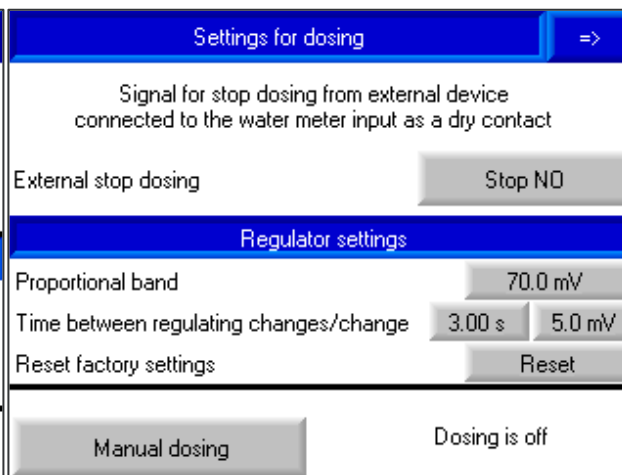 Settings for dosing =>
Signal for stop dosing from external device
connected to the water meter input as a dry contact
External stop dosing Stop NO
Regulator settings
Proportional band 70.0 mV
Time between regulating changes/change 3.00 s 5.0 mV
Reset factory settings Reset
Manual dosing Dosing is off